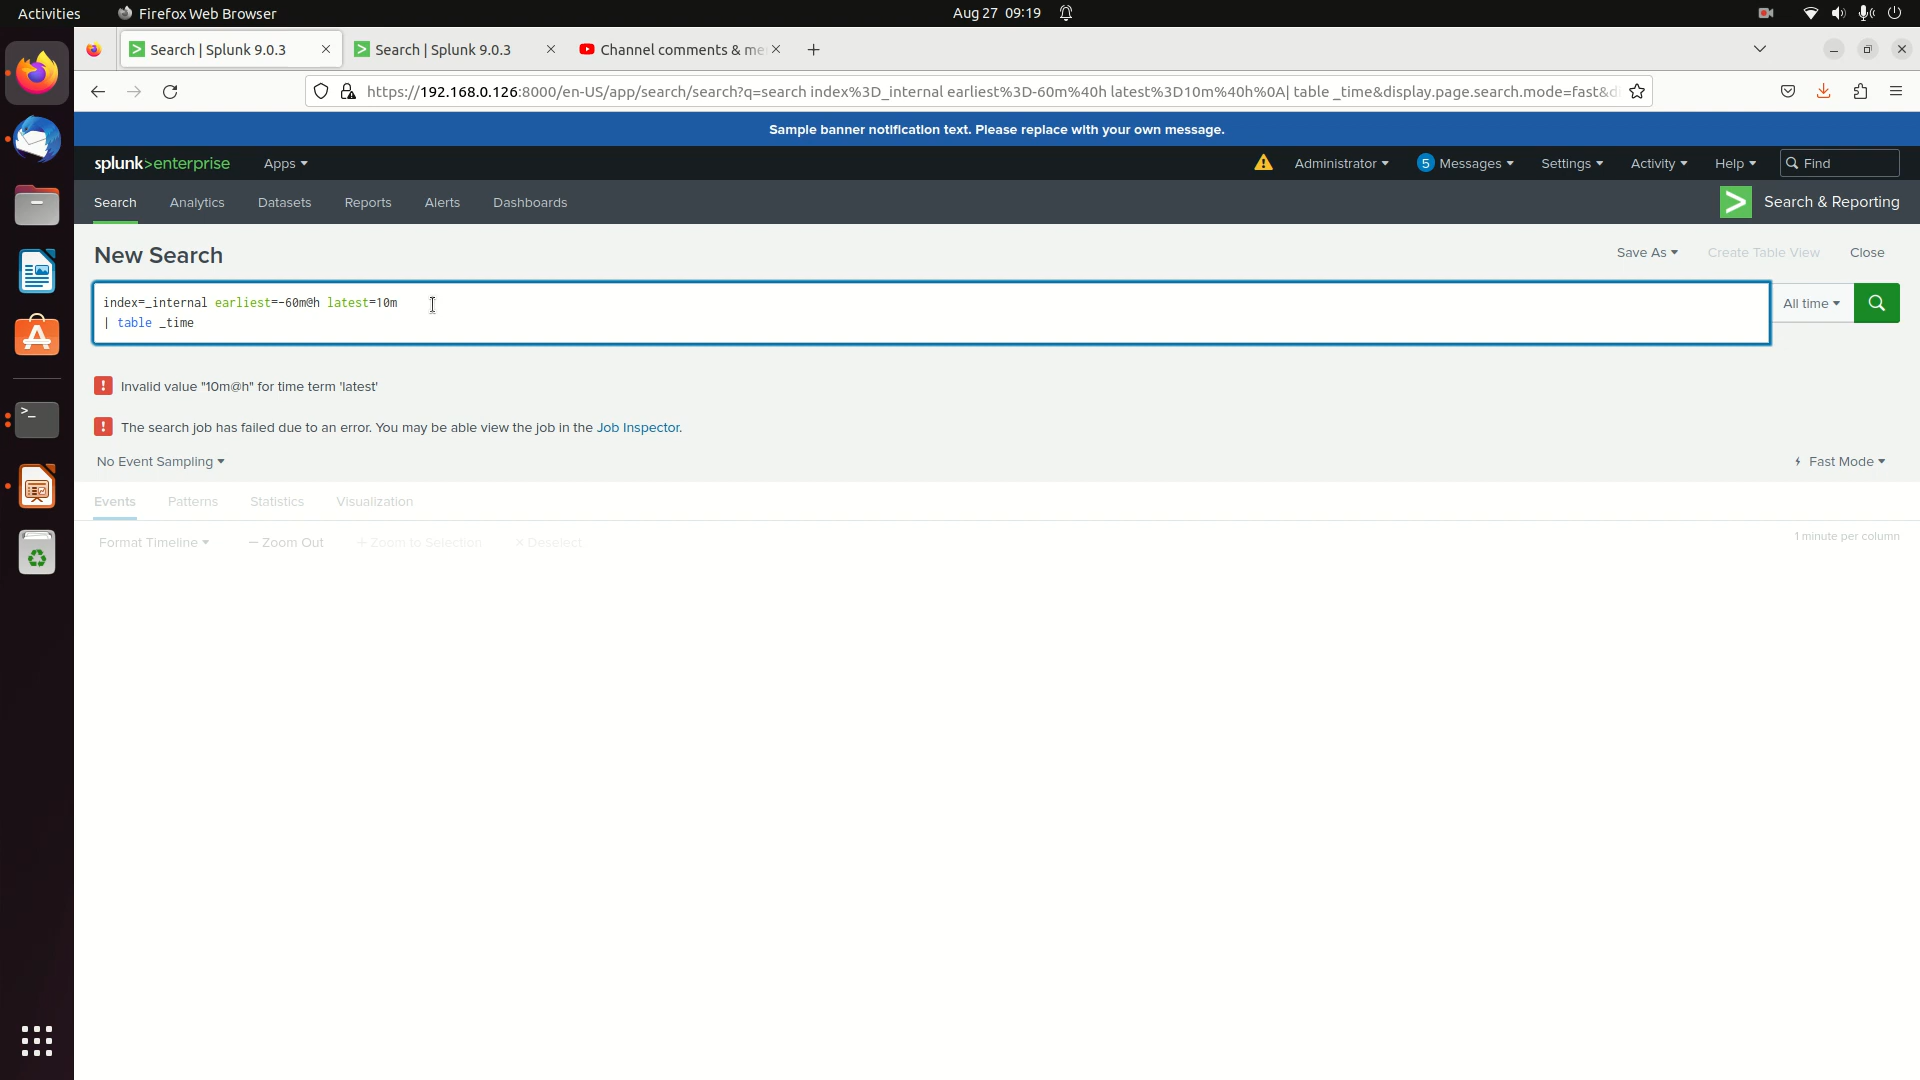 Activities
Firefox Web Browser
Aug 27 09:19
Search | Splunk 9.0.3
Search | Splunk 9.0.3
Channel comments & me
https://192.168.0.126:8000/en-US/app/search/search?q=search index%3D_internal earliest%3D-60m%40h latest%3D10m%40h%0A| table _time&display.page.search.mode=fast&d
Sample banner notification text. Please replace with your own message.
splunk>enterprise
Apps
Administrator
5 Messages
Settings
Activity
Help
Find
Search
Analytics
Datasets
Reports
Alerts
Dashboards
Search & Reporting
New Search
Save As
Create Table View
Close
index=_internal earliest=-60m@h latest=10m
| table _time
All time
Invalid value "10m@h" for time term 'latest'
The search job has failed due to an error. You may be able view the job in the Job Inspector.
No Event Sampling
Fast Mode
Events
Patterns
Statistics
Visualization
Format Timeline
– Zoom Out
+ Zoom to Selection
× Deselect
1 minute per column